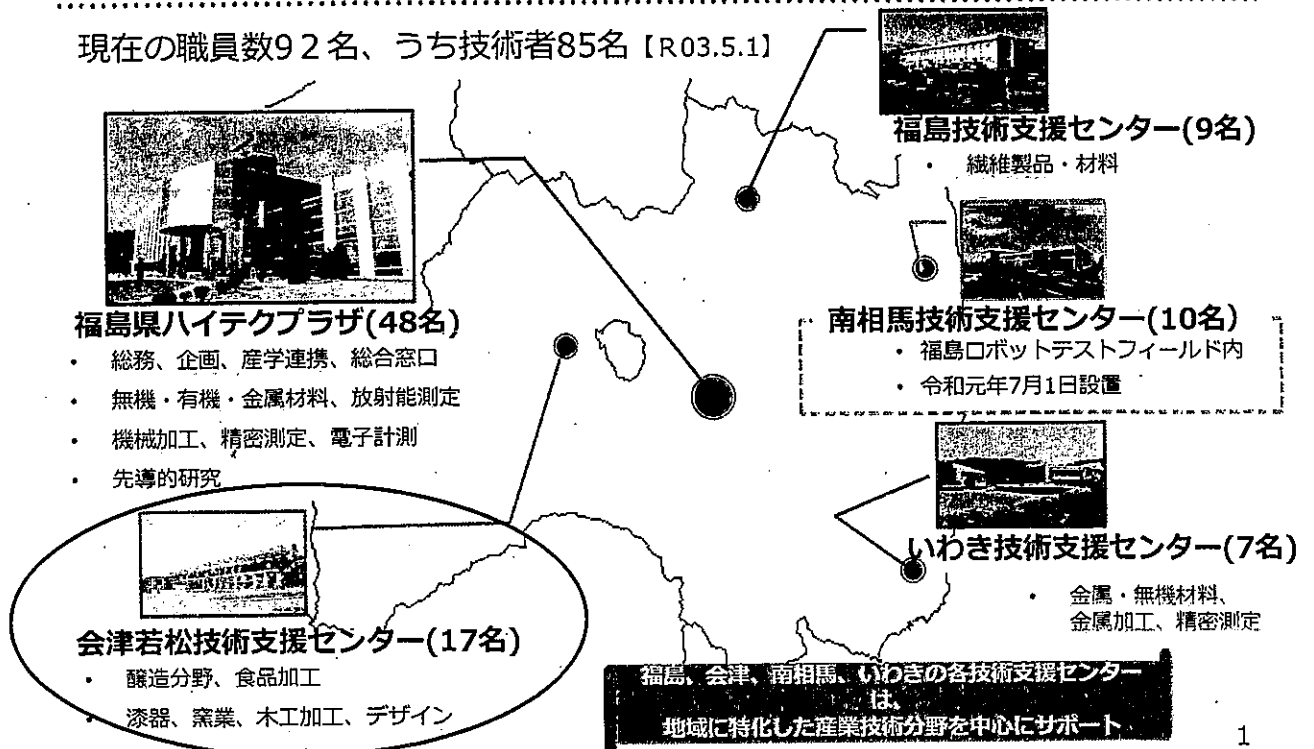 現在の職員数92名、うち技術者85名【R03.5.1】
福島技術支援センター(9名)
・ 繊維製品・材料
福島県ハイテクプラザ(48名)
・ 総務、企画、産学連携、総合窓口
・ 無機・有機・金属材料、放射能測定
・ 機械加工、精密測定、電子計測
・ 先導的研究
南相馬技術支援センター(10名)
・ 福島ロボットテストフィールド内
・ 令和元年7月1日設置
いわき技術支援センター(7名)
・ 金属・無機材料、
金属加工、精密測定
会津若松技術支援センター(17名)
・ 醸造分野、食品加工
・ 漆器、窯業、木工加工、デザイン
福島、会津、南相馬、いわきの各技術支援センター
は、
地域に特化した産業技術分野を中心にサポート
1